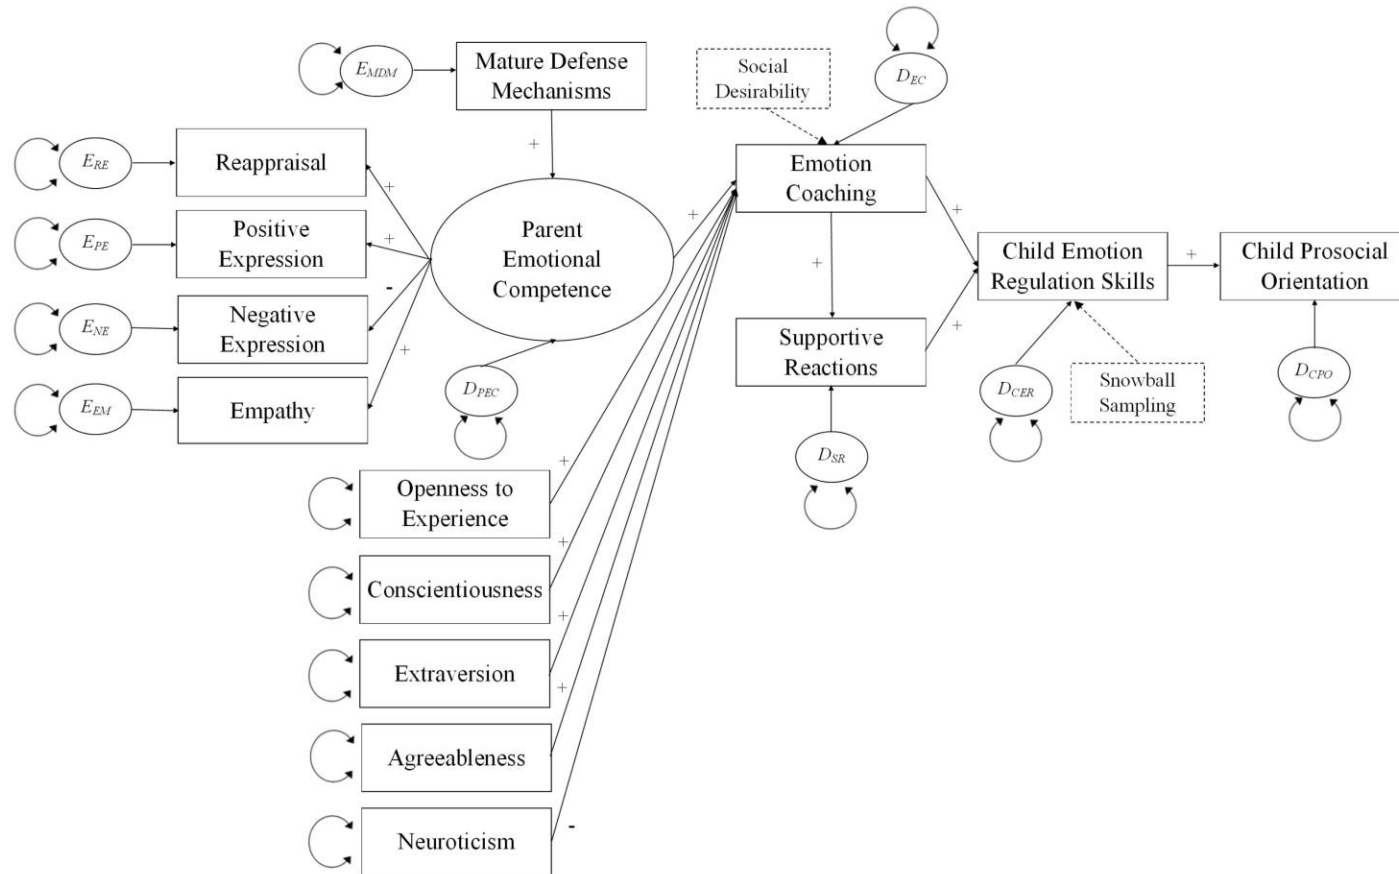 E_MDM
Mature Defense
Mechanisms
Social
Desirability
D_EC
+
+
E_RE
Reappraisal
+
Emotion
Coaching
E_PE
Positive
Expression
+
Parent
Emotional
Competence
+
+
-
+
Child Emotion
Regulation Skills
+
Child Prosocial
Orientation
E_NE
Negative
Expression
+
Supportive
Reactions
+
E_EM
Empathy
D_PEC
D_CER
Snowball
Sampling
D_CPO
D_SR
+
Openness to
Experience
+
Conscientiousness
+
Extraversion
+
Agreeableness
-
Neuroticism